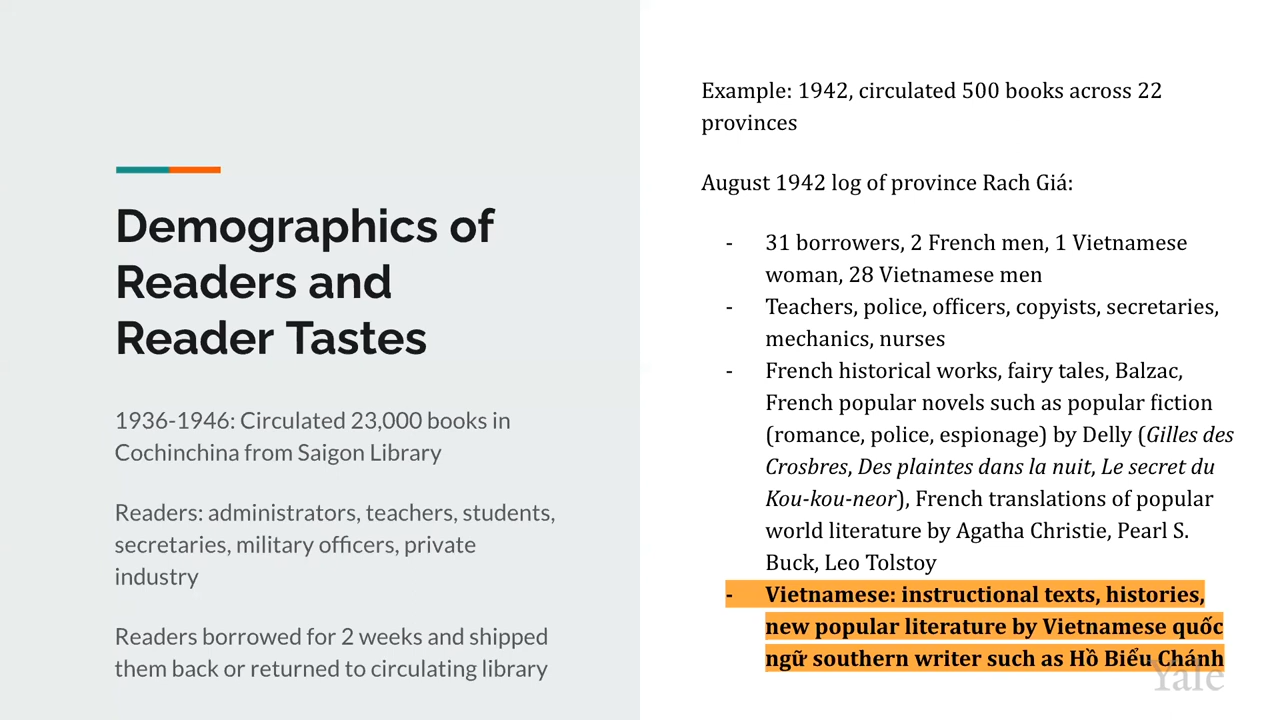 Demographics of
Readers and
Reader Tastes
1936-1946: Circulated 23,000 books in
Cochinchina from Saigon Library
Readers: administrators, teachers, students,
secretaries, military officers, private
industry
Readers borrowed for 2 weeks and shipped
them back or returned to circulating library
Example: 1942, circulated 500 books across 22
provinces
August 1942 log of province Rach Giá:
- 31 borrowers, 2 French men, 1 Vietnamese
woman, 28 Vietnamese men
- Teachers, police, officers, copyists, secretaries,
mechanics, nurses
- French historical works, fairy tales, Balzac,
French popular novels such as popular fiction
(romance, police, espionage) by Delly (Gilles des
Crosbres, Des plaintes dans la nuit, Le secret du
Kou-kou-neor), French translations of popular
world literature by Agatha Christie, Pearl S.
Buck, Leo Tolstoy
- Vietnamese: instructional texts, histories,
new popular literature by Vietnamese quốc
ngữ southern writer such as Hồ Biểu Chánh
Yale